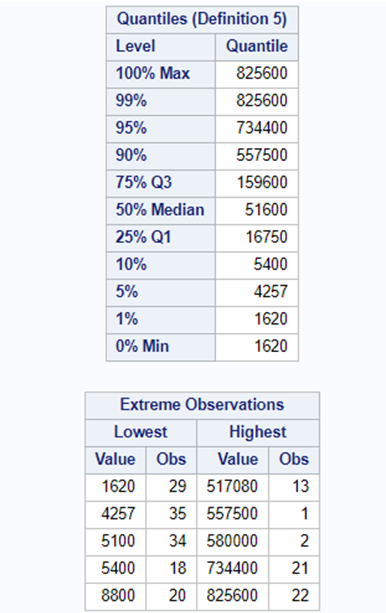 Quantiles (Definition 5)
Level Quantile
100% Max 825600
99% 825600
95% 734400
90% 557500
75% Q3 159600
50% Median 51600
25% Q1 16750
10% 5400
5% 4257
1% 1620
0% Min 1620
Extreme Observations
Lowest Highest
Value Obs Value Obs
1620 29 517080 13
4257 35 557500 1
5100 34 580000 2
5400 18 734400 21
8800 20 825600 22